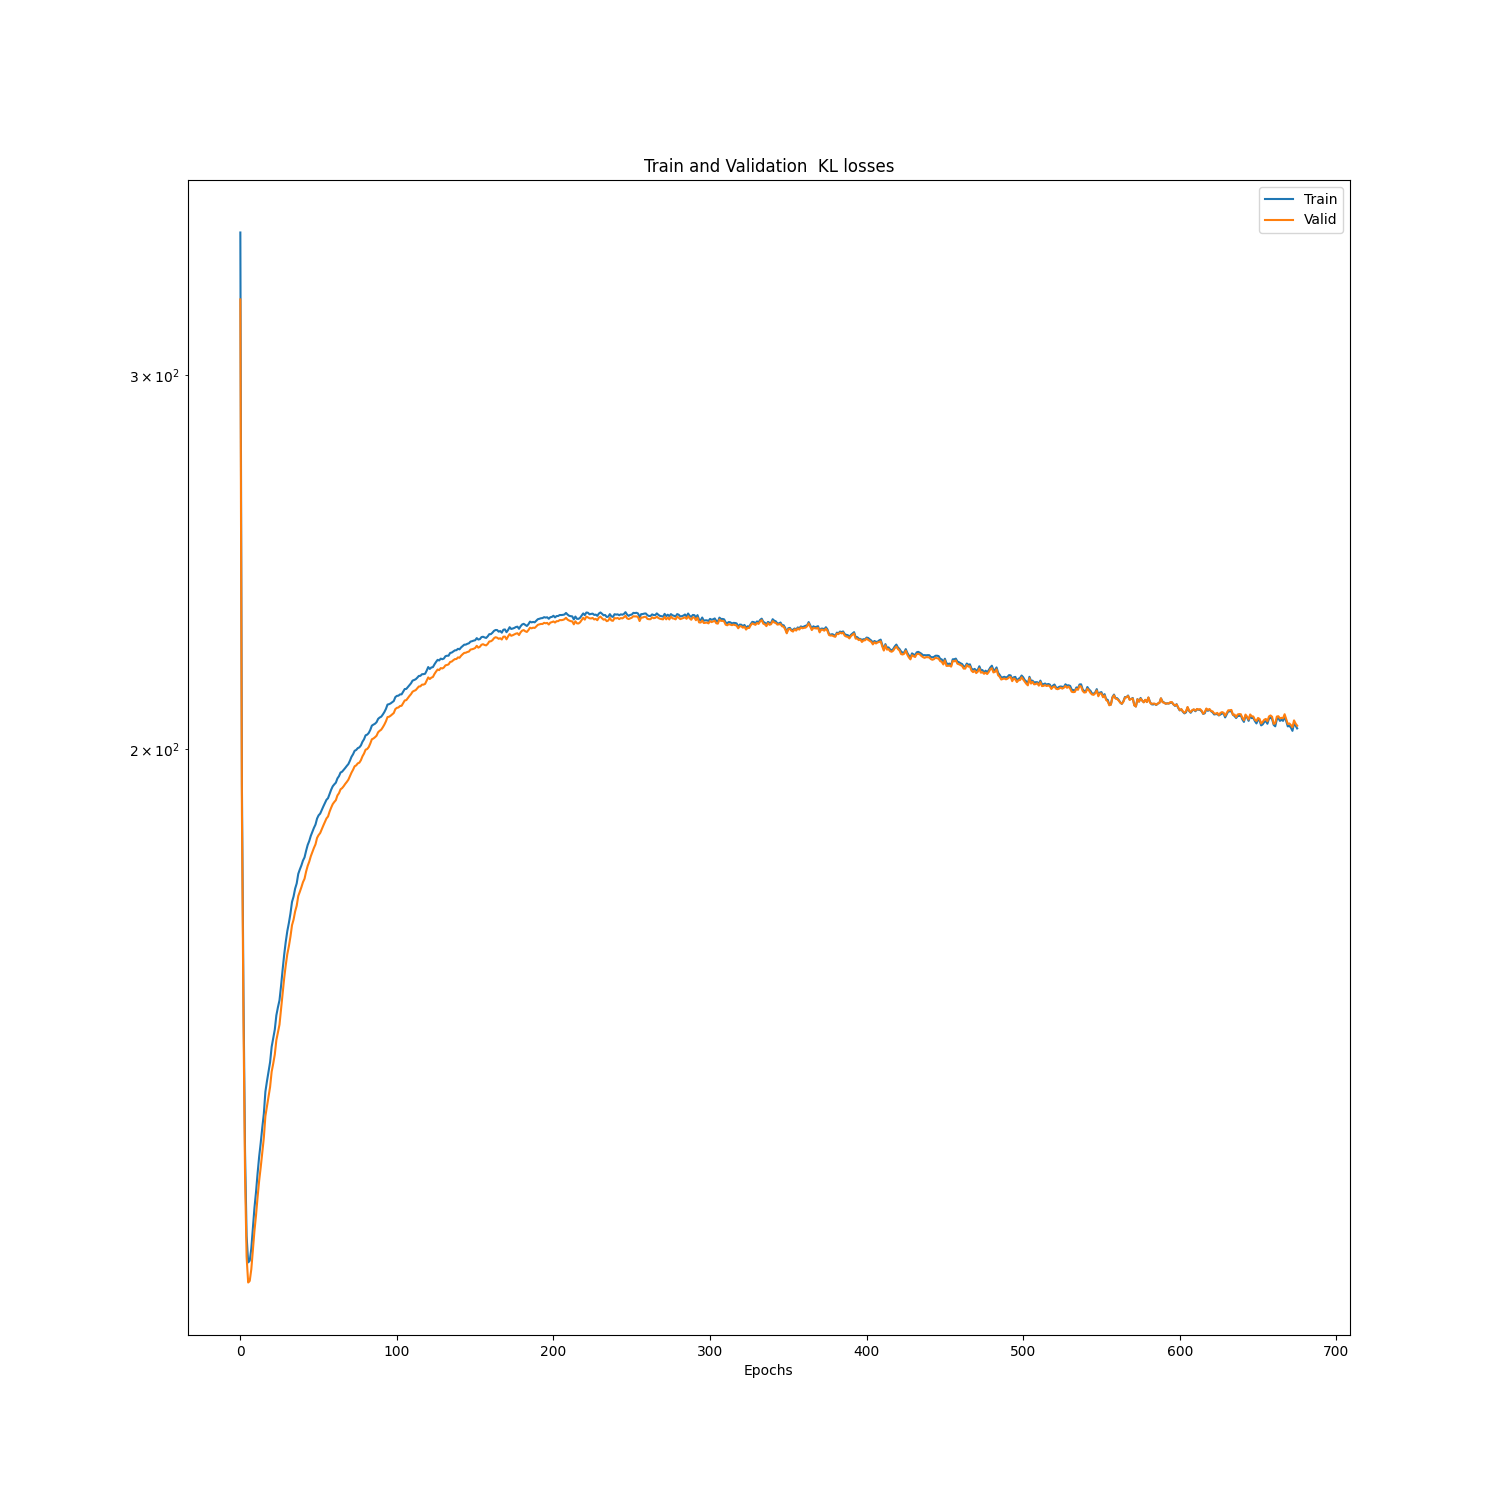 Train and Validation  KL losses
Train
Valid
3 × 10²
2 × 10²
0 100 200 300 400 500 600 700
Epochs